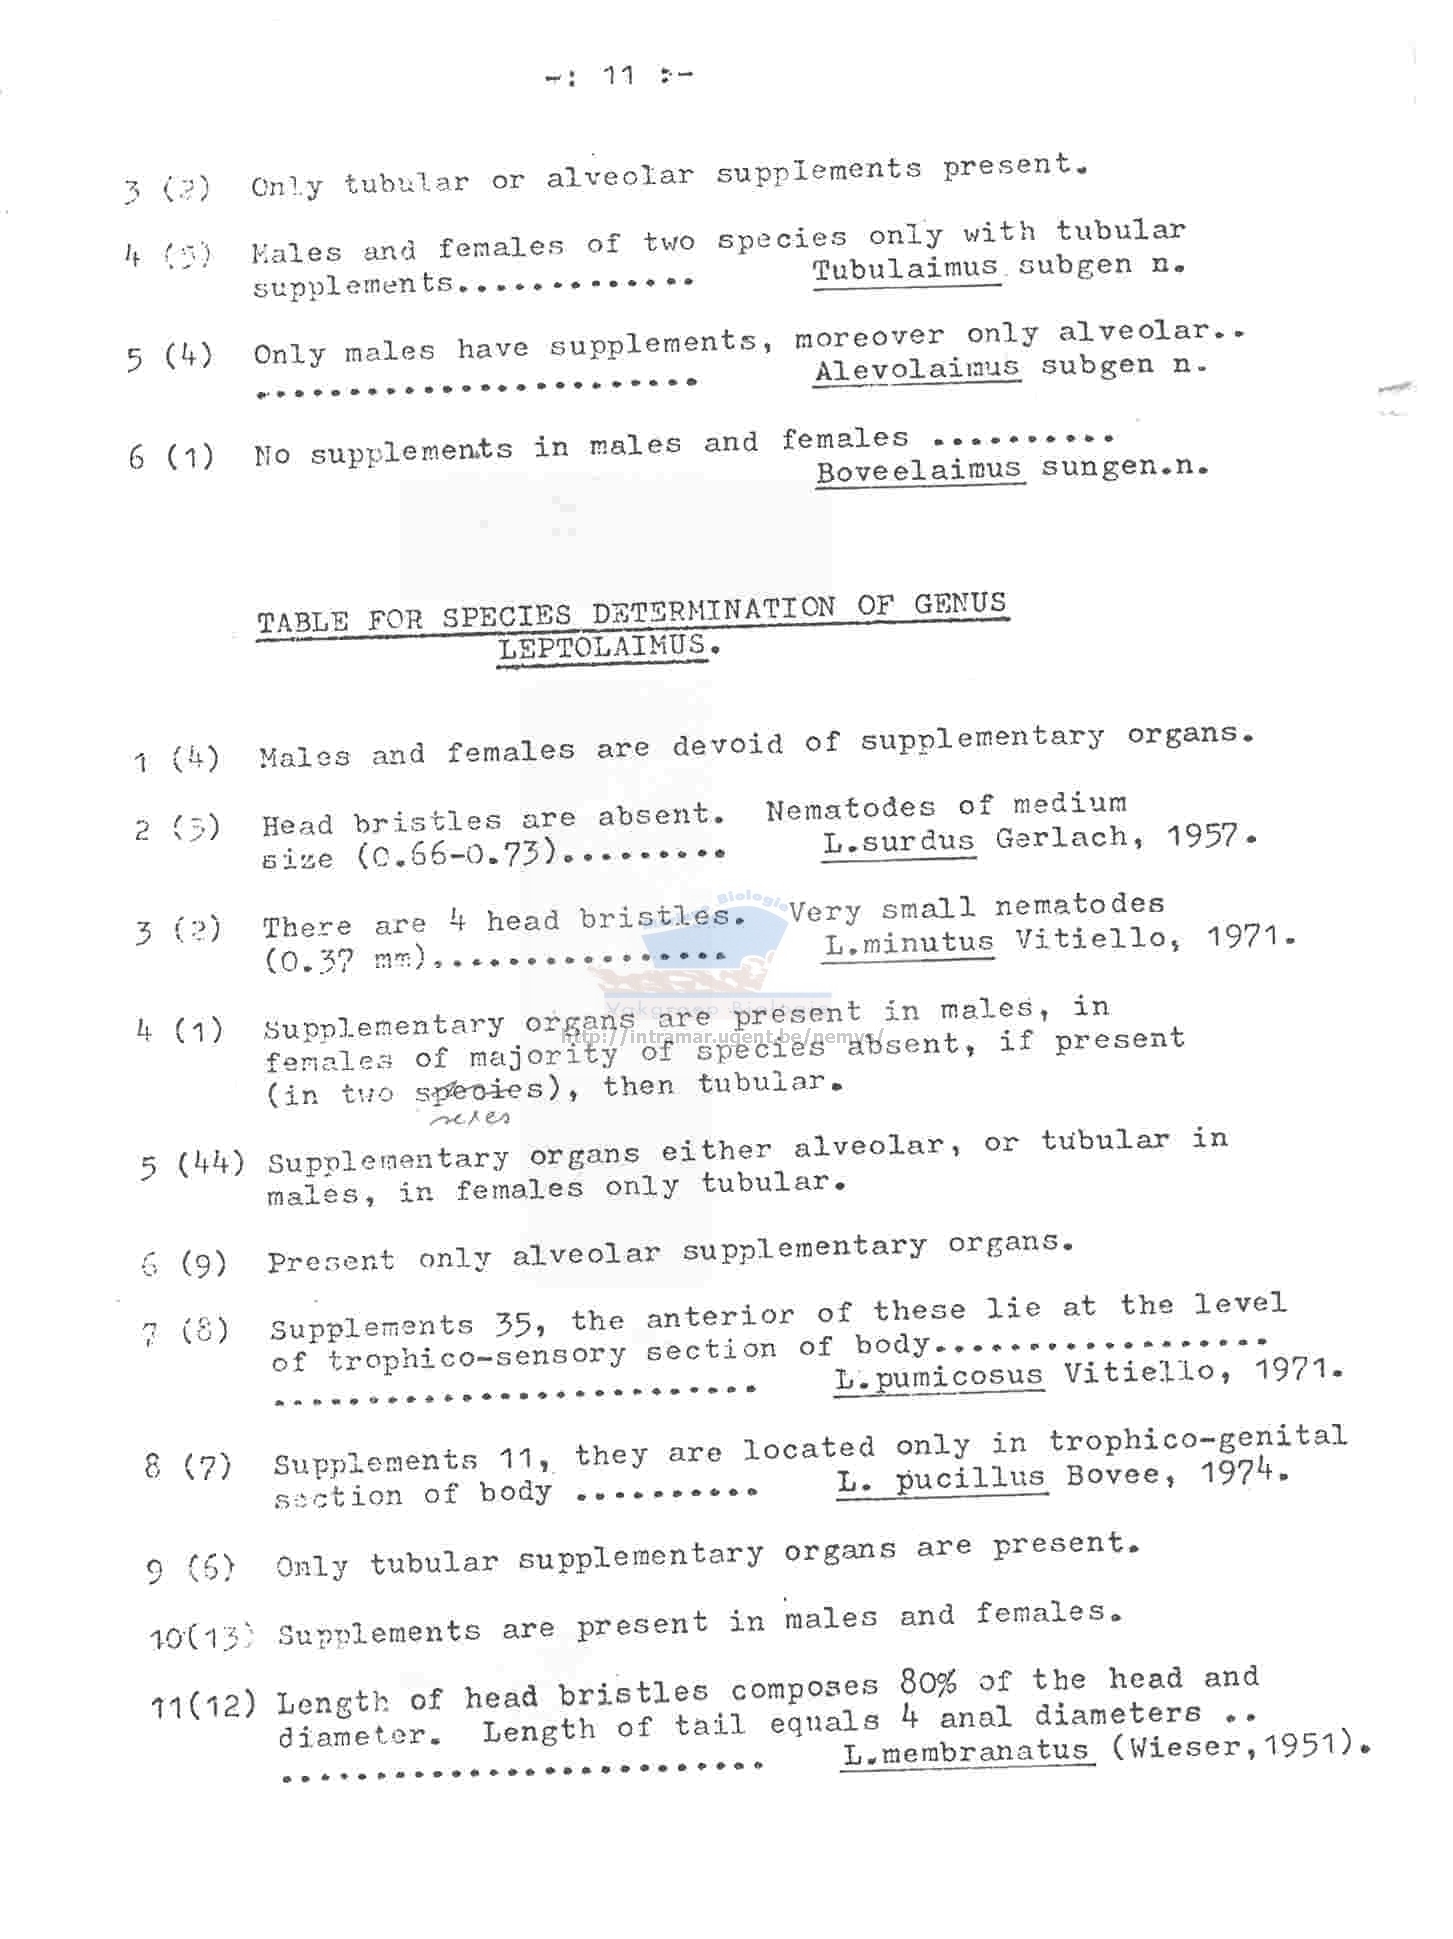 -: 11 :-
3 (2) Only tubular or alveolar supplements present.
4 (5) Males and females of two species only with tubular
supplements............. Tubulaimus subgen n.
5 (4) Only males have supplements, moreover only alveolar..
........................ Alevolaimus subgen n.
6 (1) No supplements in males and females ..........
Boveelaimus sungen.n.
TABLE FOR SPECIES DETERMINATION OF GENUS
LEPTOLAIMUS.
1 (4) Males and females are devoid of supplementary organs.
2 (3) Head bristles are absent. Nematodes of medium
size (0.66-0.73)......... L.surdus Gerlach, 1957.
3 (2) There are 4 head bristles. Very small nematodes
(0.37 mm)................ L.minutus Vitiello, 1971.
4 (1) Supplementary organs are present in males, in
females of majority of species absent, if present
(in two species), then tubular.
sexes
5 (44) Supplementary organs either alveolar, or tubular in
males, in females only tubular.
6 (9) Present only alveolar supplementary organs.
7 (8) Supplements 35, the anterior of these lie at the level
of trophico-sensory section of body..................
.......................... L.pumicosus Vitiello, 1971.
8 (7) Supplements 11, they are located only in trophico-genital
section of body .......... L. pucillus Bovee, 1974.
9 (6) Only tubular supplementary organs are present.
10(13) Supplements are present in males and females.
11(12) Length of head bristles composes 80% of the head and
diameter. Length of tail equals 4 anal diameters ..
.......................... L.membranatus (Wieser,1951).
Vakgroep Biologie
http://intramar.ugent.be/nemys/